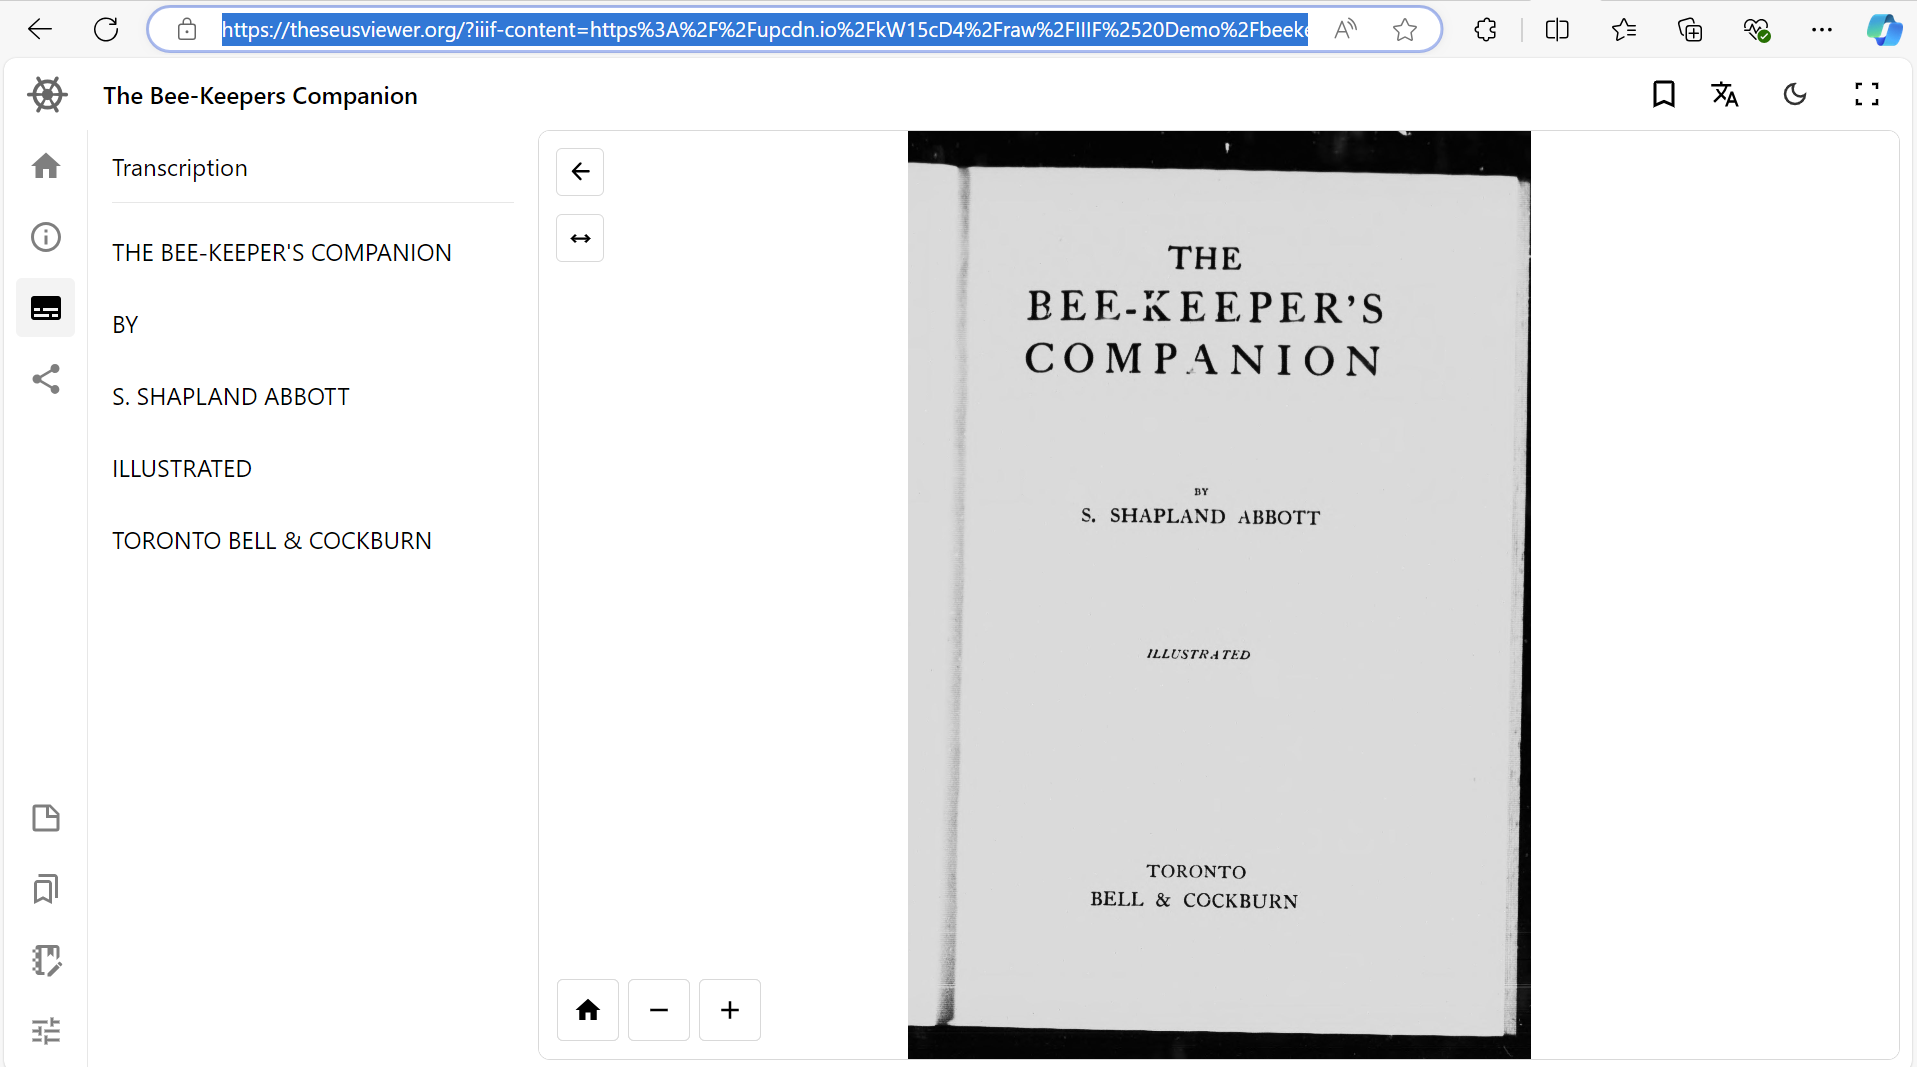 https://theseusviewer.org/?iiif-content=https%3A%2F%2Fupcdn.io%2FkW15cD4%2Fraw%2FIIIF%2520Demo%2Fbeeke
The Bee-Keepers Companion
Transcription
THE BEE-KEEPER'S COMPANION
BY
S. SHAPLAND ABBOTT
ILLUSTRATED
TORONTO BELL & COCKBURN
THE
BEE-KEEPER'S
COMPANION
BY
S. SHAPLAND ABBOTT
ILLUSTRATED
TORONTO
BELL & COCKBURN